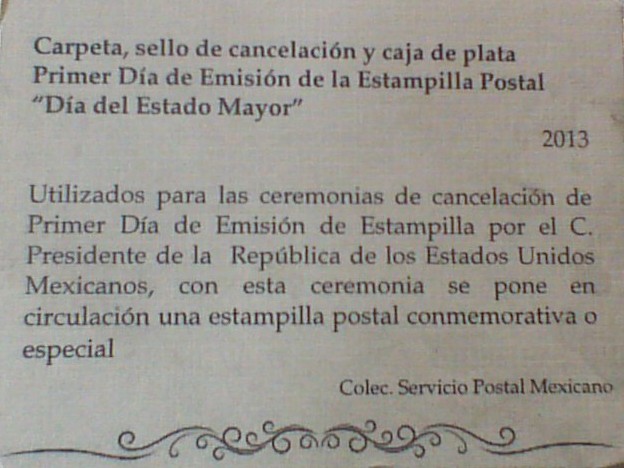 Carpeta, sello de cancelación y caja de plata
Primer Día de Emisión de la Estampilla Postal
“Día del Estado Mayor”
2013
Utilizados para las ceremonias de cancelación de
Primer Día de Emisión de Estampilla por el C.
Presidente de la República de los Estados Unidos
Mexicanos, con esta ceremonia se pone en
circulación una estampilla postal conmemorativa o
especial
Colec. Servicio Postal Mexicano